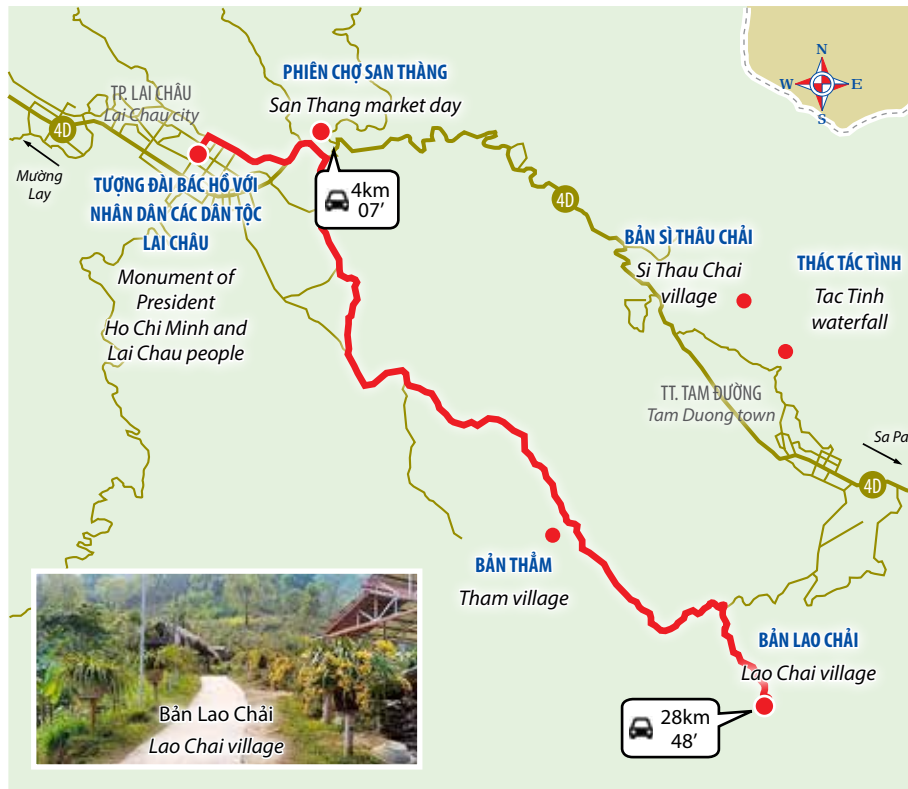 N
W
E
S
PHIÊN CHỢ SAN THÀNG
San Thang market day
TP. LAI CHÂU
Lai Chau city
4D
Mường
Lay
4km
07’
TƯỢNG ĐÀI BÁC HỒ VỚI
NHÂN DÂN CÁC DÂN TỘC
LAI CHÂU
Monument of
President
Ho Chi Minh and
Lai Chau people
4D
BẢN SÌ THÂU CHẢI
Si Thau Chai
village
THÁC TÁC TÌNH
Tac Tinh
waterfall
TT. TAM ĐƯỜNG
Tam Duong town
Sa Pa
4D
BẢN THẲM
Tham village
BẢN LAO CHẢI
Lao Chai village
28km
48’
Bản Lao Chải
Lao Chai village